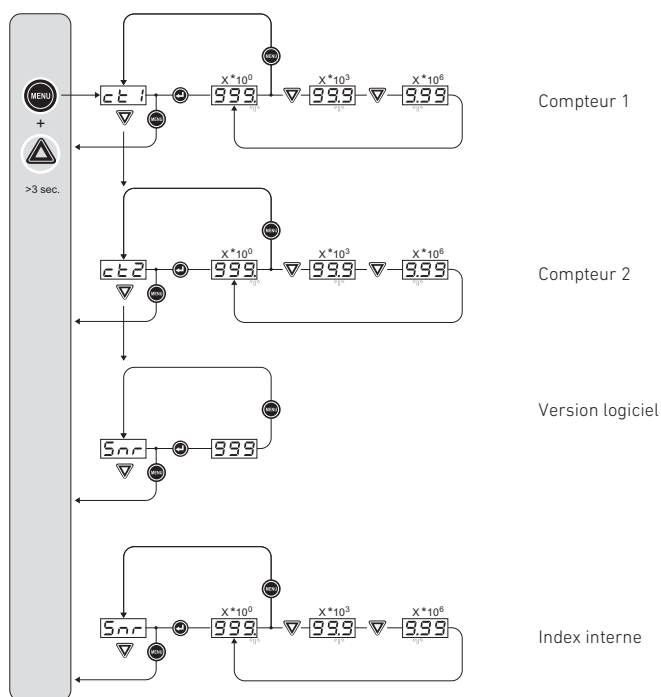 MENU
X*10⁰ X*10³ X*10⁶
MENU ct1 999. 99.9 9.99 Compteur 1
+ MENU
>3 sec.
MENU
X*10⁰ X*10³ X*10⁶
ct2 999. 99.9 9.99 Compteur 2
MENU
MENU Version logiciel
Snr 999
MENU
MENU
X*10⁰ X*10³ X*10⁶
Snr 999. 99.9 9.99 Index interne
MENU